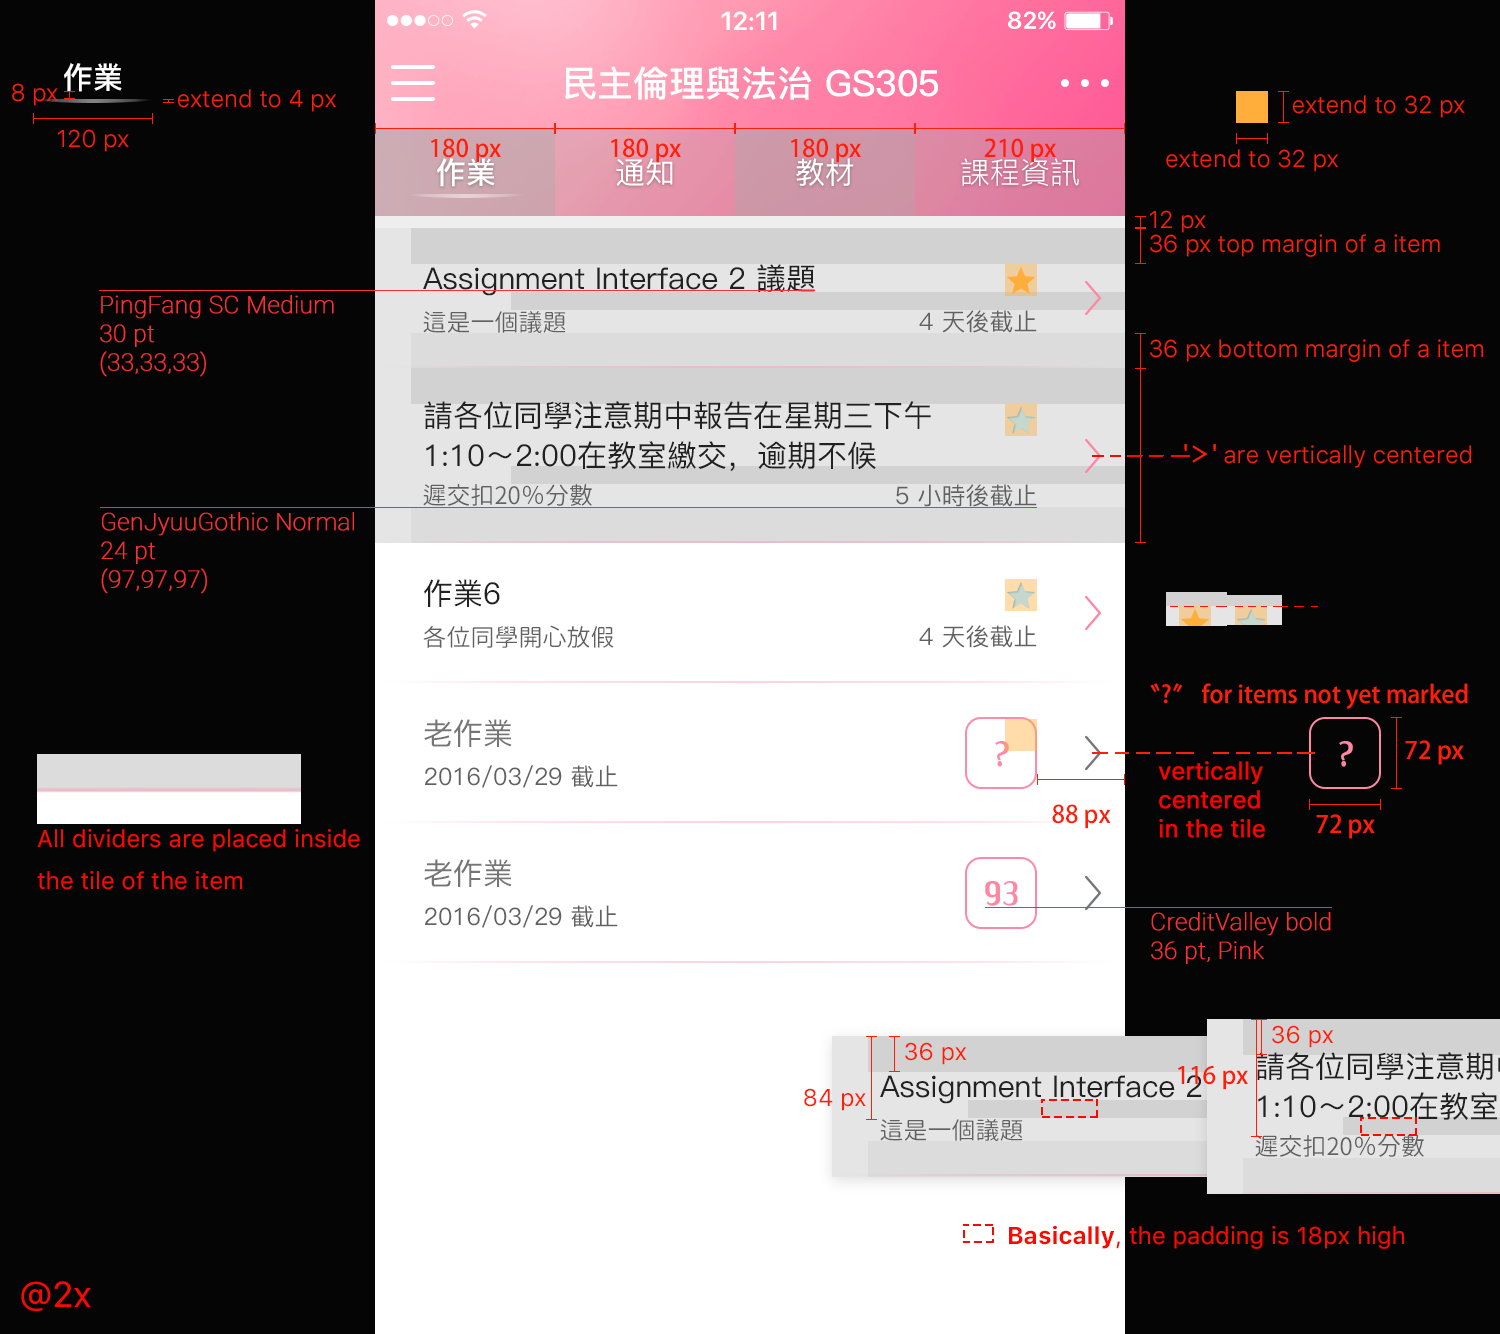 12:11
82%
民主倫理與法治 GS305
作業
8 px
extend to 4 px
120 px
extend to 32 px
extend to 32 px
180 px
180 px
180 px
210 px
作業
通知
教材
課程資訊
12 px
36 px top margin of a item
Assignment Interface 2 議題
這是一個議題
4 天後截止
PingFang SC Medium
30 pt
(33,33,33)
36 px bottom margin of a item
請各位同學注意期中報告在星期三下午
1:10～2:00在教室繳交，逾期不候
遲交扣20%分數
5 小時後截止
'>' are vertically centered
GenJyuuGothic Normal
24 pt
(97,97,97)
作業6
各位同學開心放假
4 天後截止
"?" for items not yet marked
老作業
2016/03/29 截止
?
88 px
vertically
centered
in the tile
?
72 px
72 px
All dividers are placed inside
the tile of the item
老作業
2016/03/29 截止
93
CreditValley bold
36 pt, Pink
36 px
84 px
Assignment Interface 2
這是一個議題
36 px
116 px
請各位同學注意期
1:10～2:00在教室
遲交扣20%分數
Basically, the padding is 18px high
@2x